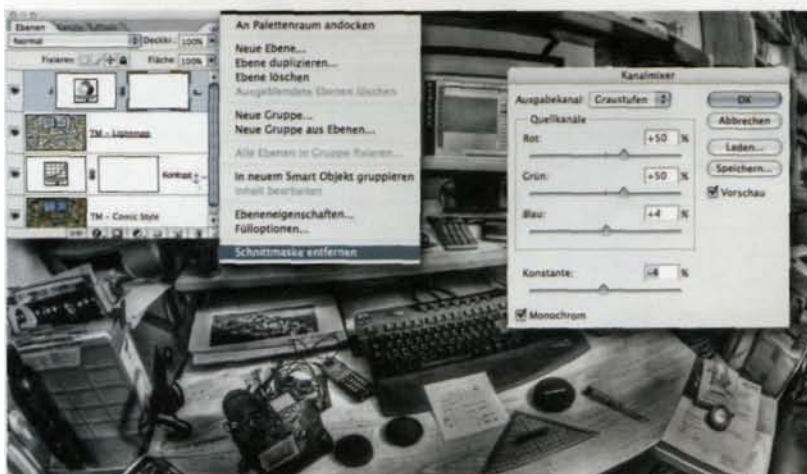 Ebenen
Normal
Deckkr.: 100%
Fixieren:
Fläche: 100%
TM - Lightmap
Kontrast
TM - Comic Style
An Palettenraum andocken
Neue Ebene...
Ebene duplizieren...
Ebene löschen
Ausgeblendete Ebenen löschen
Neue Gruppe...
Neue Gruppe aus Ebenen...
Alle Ebenen in Gruppe fixieren...
In neuem Smart Objekt gruppieren
Inhalt bearbeiten
Ebeneneigenschaften...
Fülloptionen...
Schnittmaske entfernen
Kanalmixer
Ausgabekanal: Graustufen
Quellkanäle
Rot: +50 %
Grün: +50 %
Blau: +4 %
Konstante: -4 %
Monochrom
OK
Abbrechen
Laden...
Speichern...
Vorschau